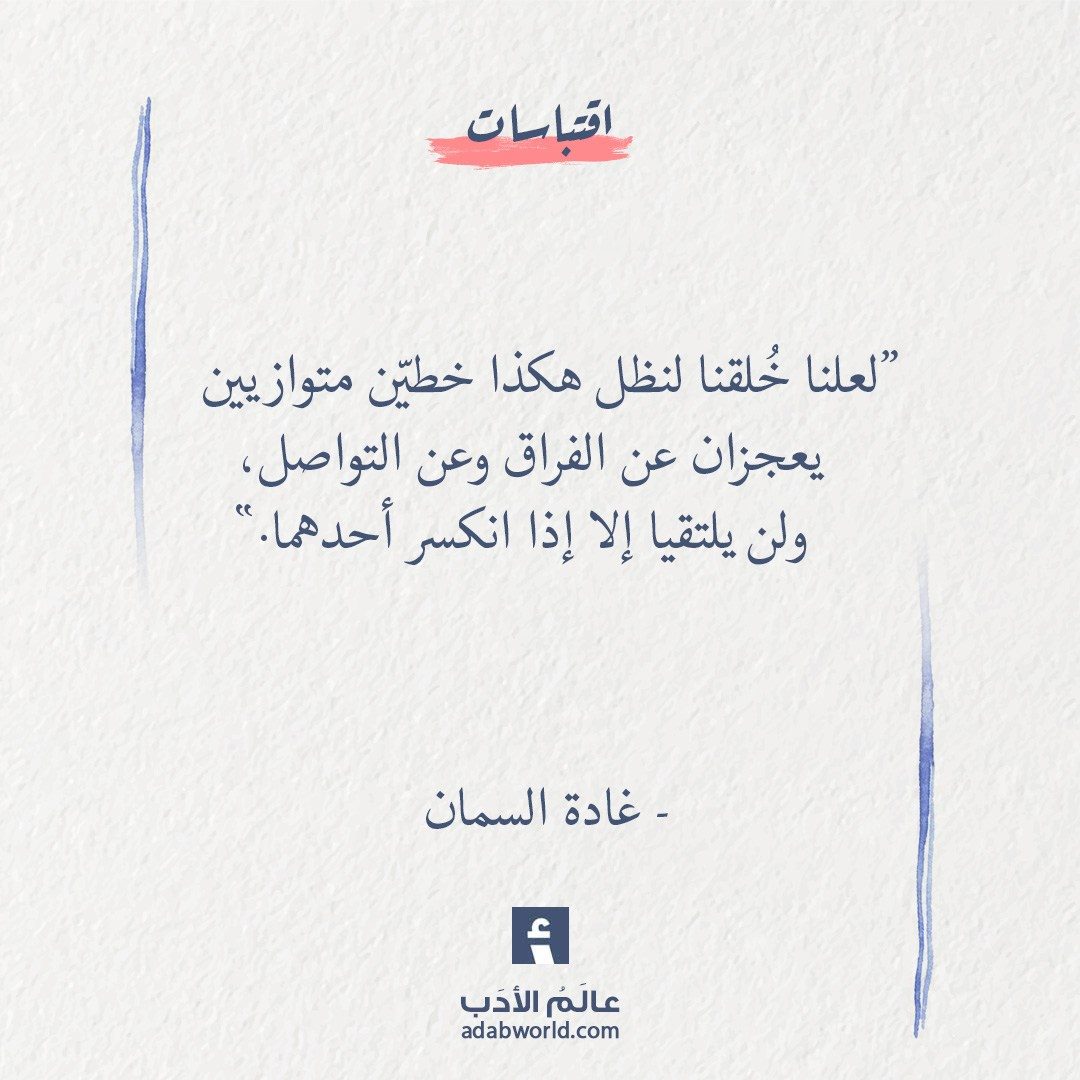 اقتباسات
”لعلنا خُلقنا لنظل هكذا خطيّن متوازيين
يعجزان عن الفراق وعن التواصل،
ولن يلتقيا إلا إذا انكسر أحدهما.“
- غادة السمان
أ
عالَمُ الأدَب
adabworld.com